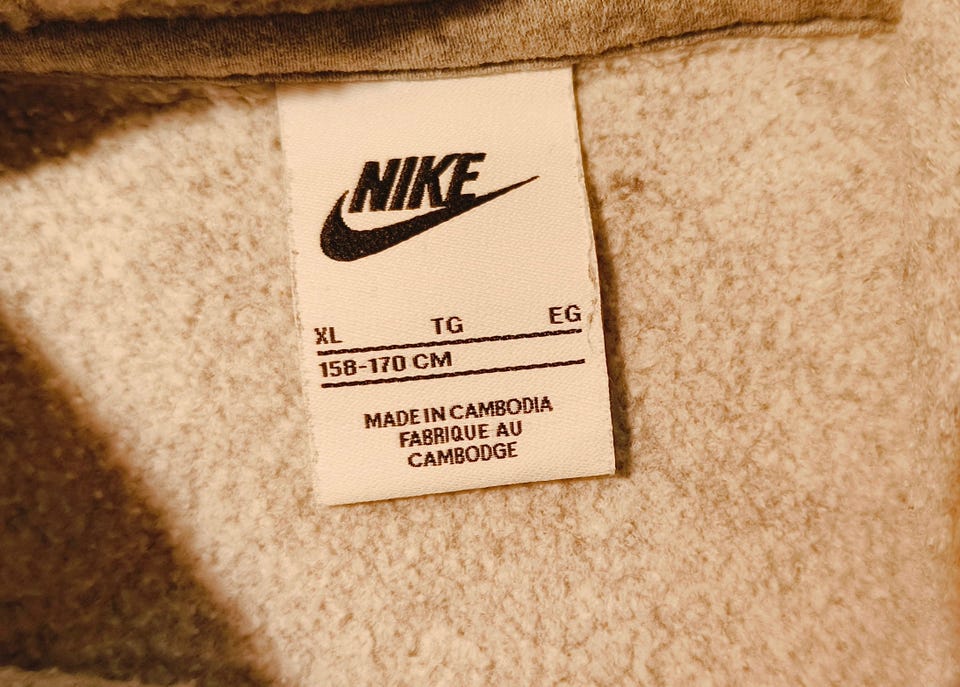 NIKE
XL TG EG
158-170 CM
MADE IN CAMBODIA
FABRIQUE AU
CAMBODGE